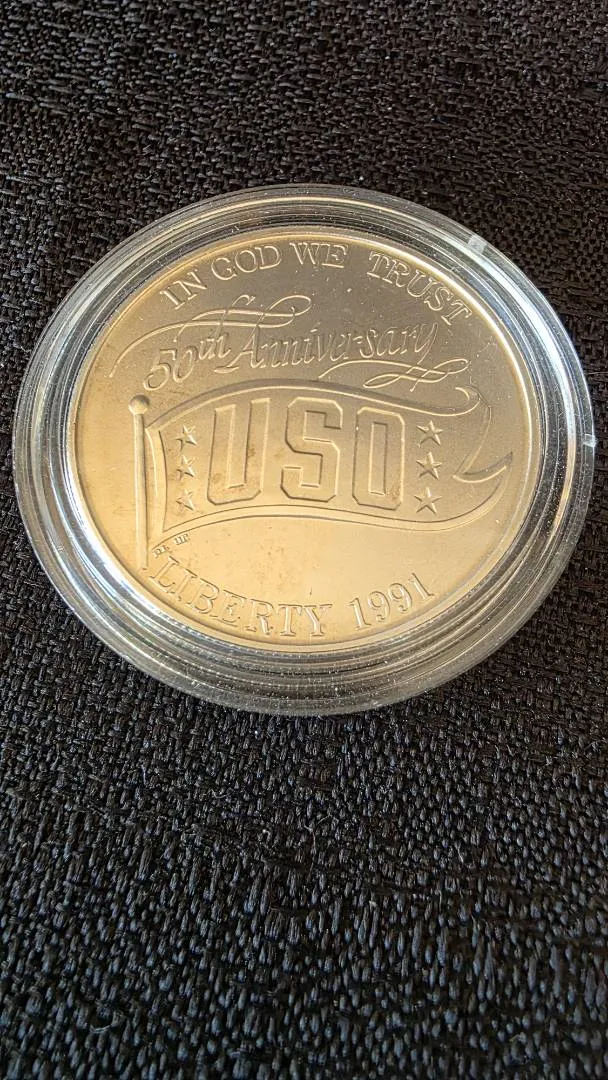 IN GOD WE TRUST
50th Anniversary
USO
LIBERTY 1991